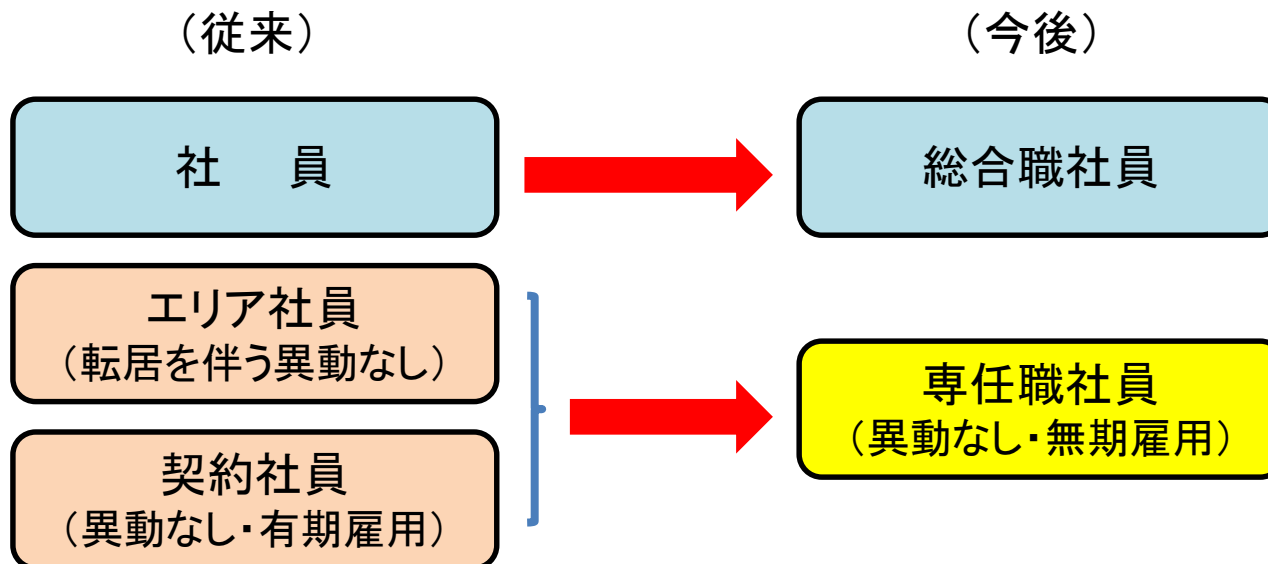 （従来）
（今後）
社　員
総合職社員
エリア社員
（転居を伴う異動なし）
専任職社員
（異動なし・無期雇用）
契約社員
（異動なし・有期雇用）